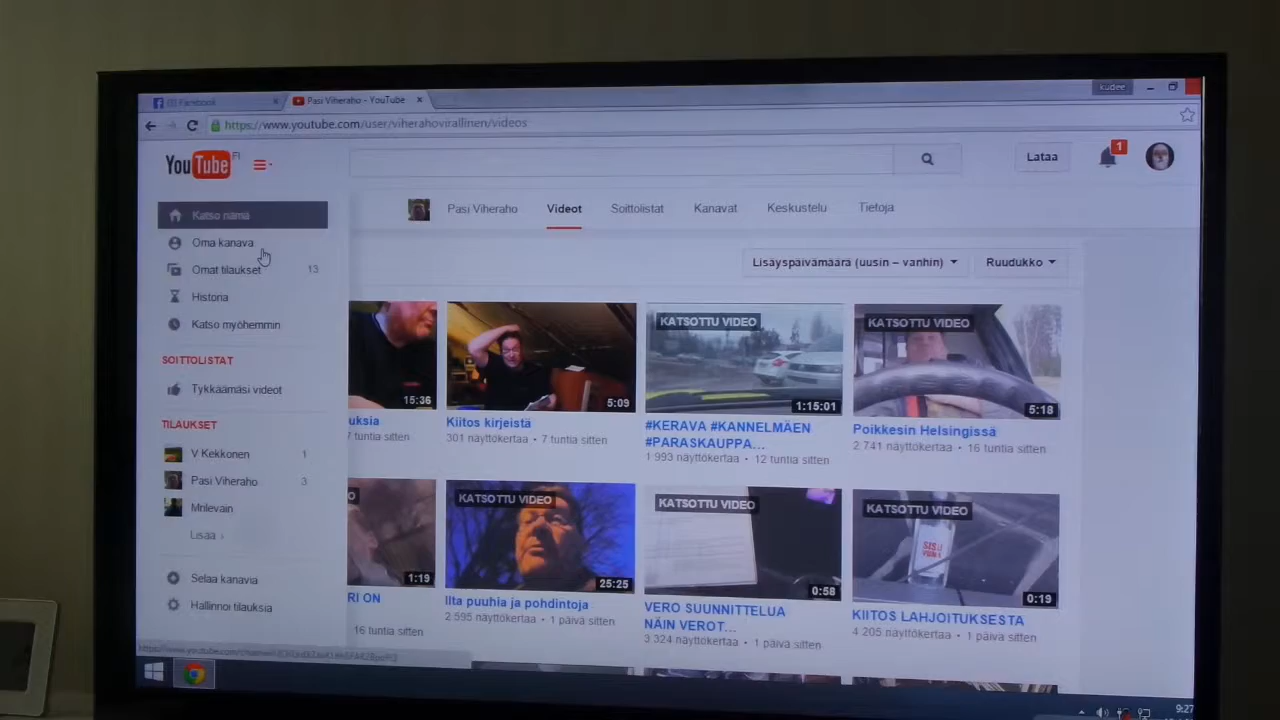 Facebook
Pasi Viheraho - YouTube
kudee
https://www.youtube.com/user/viherahovirallinen/videos
YouTube FI
Lataa
1
Katso nämä
Oma kanava
Omat tilaukset 13
Historia
Katso myöhemmin
SOITTOLISTAT
Tykkäämäsi videot
TILAUKSET
V Kekkonen 1
Pasi Viheraho 3
Mrilevain
Lisää ›
Selaa kanavia
Hallinnoi tilauksia
Pasi Viheraho Videot Soittolistat Kanavat Keskustelu Tietoja
Lisäyspäivämäärä (uusin – vanhin) Ruudukko
15:36
uksia
7 tuntia sitten
5:09
Kiitos kirjeistä
301 näyttökertaa • 7 tuntia sitten
KATSOTTU VIDEO
1:15:01
#KERAVA #KANNELMÄEN
#PARASKAUPPA...
1 993 näyttökertaa • 12 tuntia sitten
KATSOTTU VIDEO
5:18
Poikkesin Helsingissä
2 741 näyttökertaa • 16 tuntia sitten
O
1:19
RI ON
16 tuntia sitten
KATSOTTU VIDEO
25:25
Ilta puuhia ja pohdintoja
2 595 näyttökertaa • 1 päivä sitten
KATSOTTU VIDEO
0:58
VERO SUUNNITTELUA
NÄIN VEROT...
3 324 näyttökertaa • 1 päivä sitten
KATSOTTU VIDEO
0:19
KIITOS LAHJOITUKSESTA
4 205 näyttökertaa • 1 päivä sitten
9:27